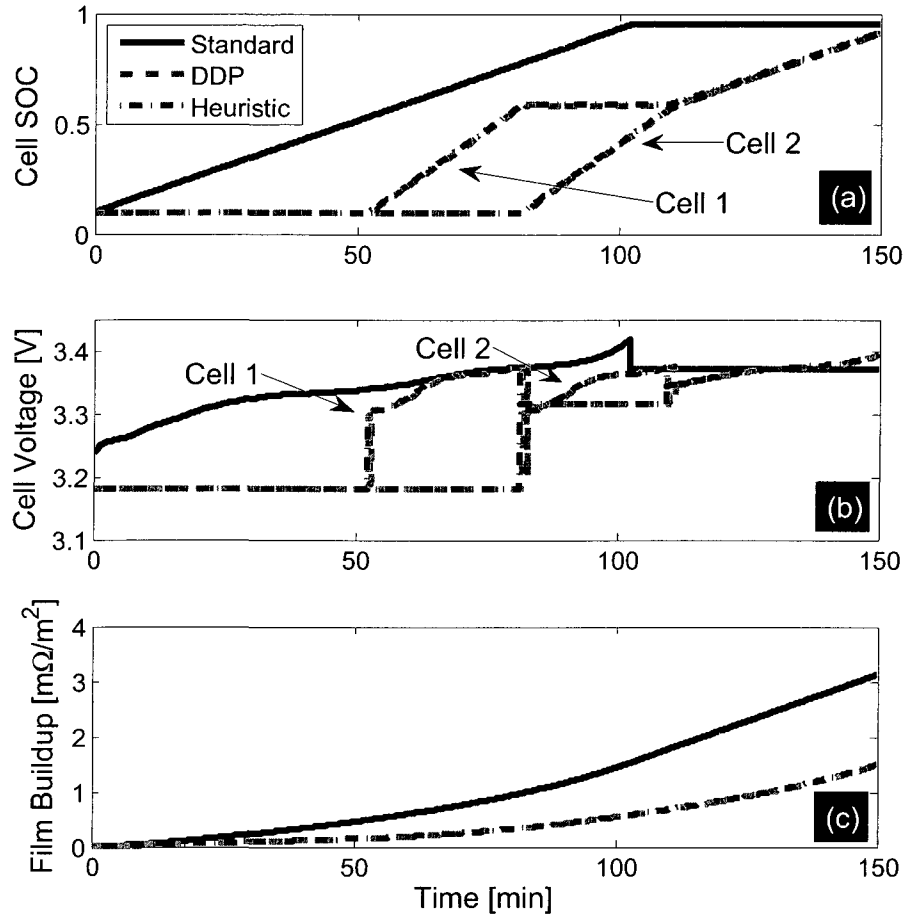 1
Standard
DDP
Heuristic
Cell SOC
0.5
Cell 2
Cell 1
(a)
0
0
50
100
150
3.4
Cell 1
Cell 2
Cell Voltage [V]
3.3
3.2
(b)
3.1
0
50
100
150
4
3
Film Buildup [mΩ/m²]
2
1
(c)
0
0
50
100
150
Time [min]